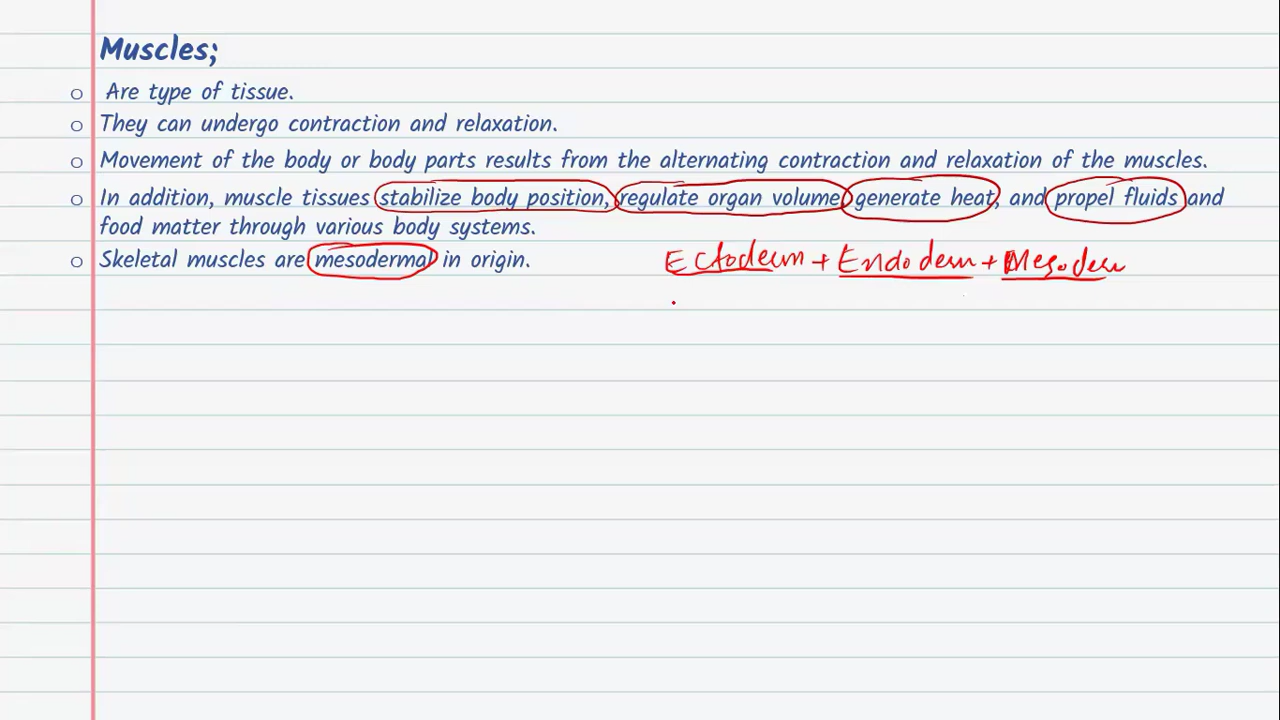 Muscles;
o Are type of tissue.
o They can undergo contraction and relaxation.
o Movement of the body or body parts results from the alternating contraction and relaxation of the muscles.
o In addition, muscle tissues stabilize body position, regulate organ volume, generate heat, and propel fluids and
food matter through various body systems.
o Skeletal muscles are mesodermal in origin.
Ectoderm + Endoderm + Mesoderm